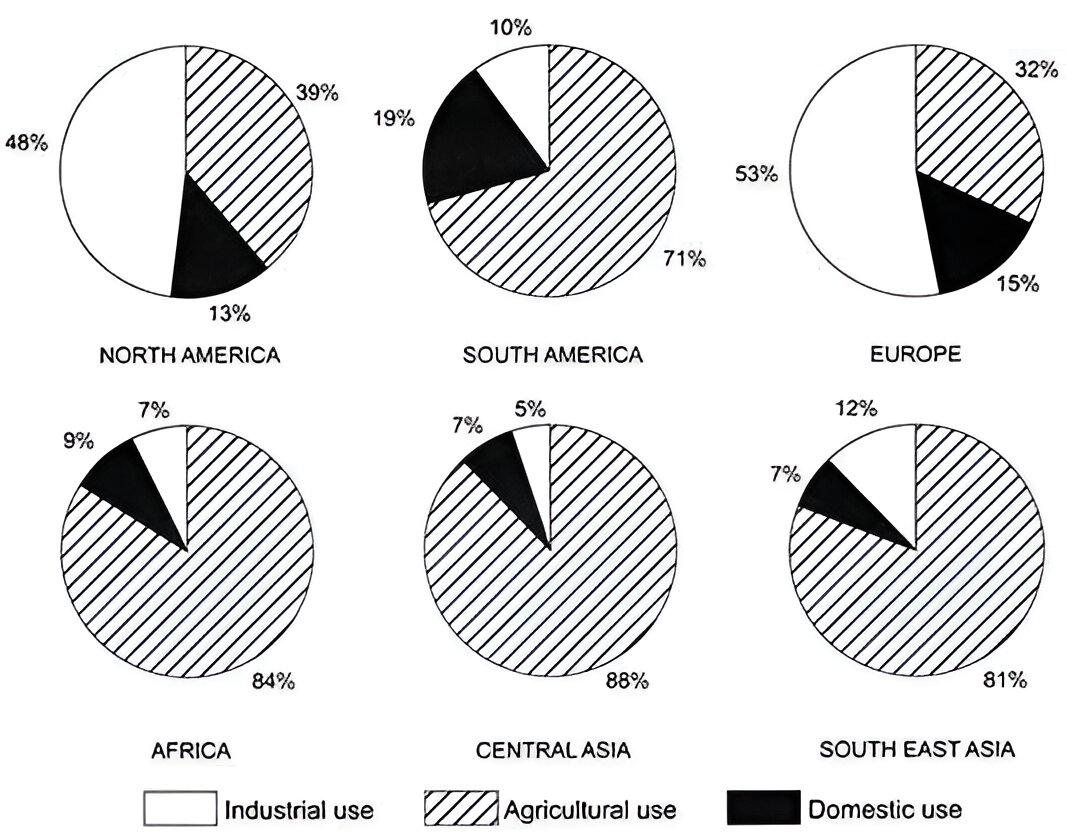 10%
39%
32%
48%
19%
53%
71%
15%
13%
NORTH AMERICA
SOUTH AMERICA
EUROPE
7%
5%
12%
9%
7%
7%
84%
88%
81%
AFRICA
CENTRAL ASIA
SOUTH EAST ASIA
Industrial use
Agricultural use
Domestic use